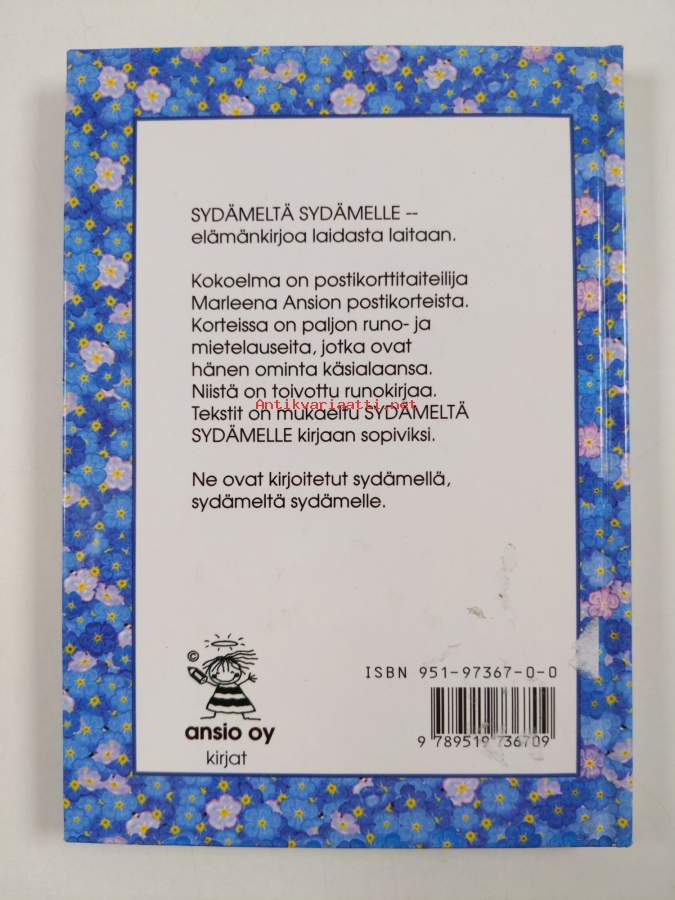 SYDÄMELTÄ SYDÄMELLE --
elämänkirjoa laidasta laitaan.
Kokoelma on postikorttitaiteilija
Marleena Ansion postikorteista.
Korteissa on paljon runo- ja
mietelauseita, jotka ovat
hänen ominta käsialaansa.
Niistä on toivottu runokirjaa.
Antikvariaatti.net
Tekstit on mukaeltu SYDÄMELTÄ
SYDÄMELLE kirjaan sopiviksi.
Ne ovat kirjoitetut sydämellä,
sydämeltä sydämelle.
©
ansio oy
kirjat
ISBN 951-97367-0-0
9 789519 736709